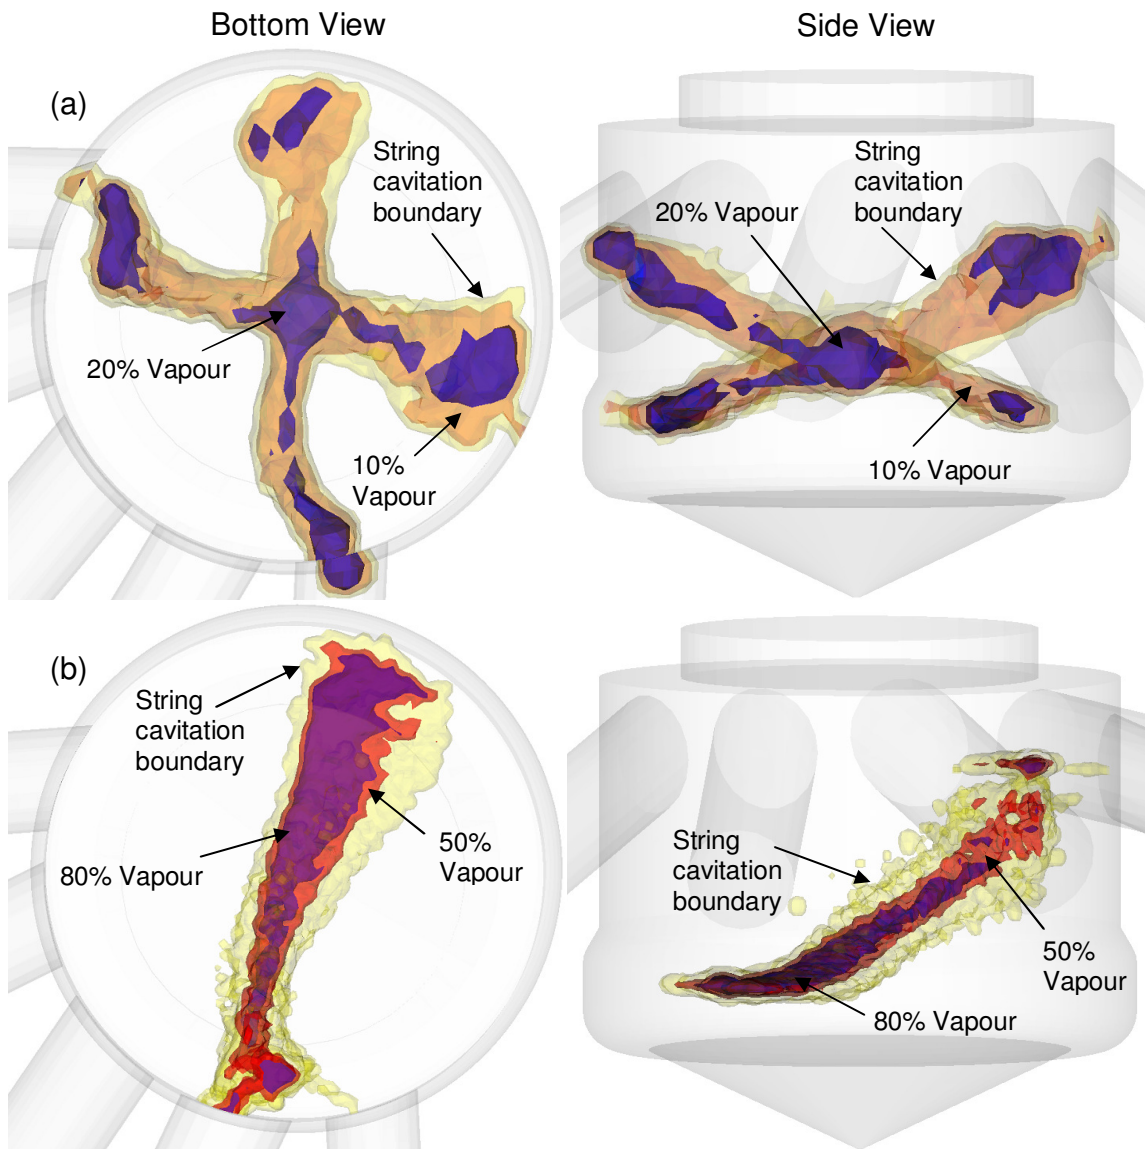 Bottom View
Side View
(a)
String
cavitation
boundary
20% Vapour
10%
Vapour
String
cavitation
boundary
20% Vapour
10% Vapour
(b)
String
cavitation
boundary
80% Vapour
50%
Vapour
String
cavitation
boundary
50%
Vapour
80% Vapour